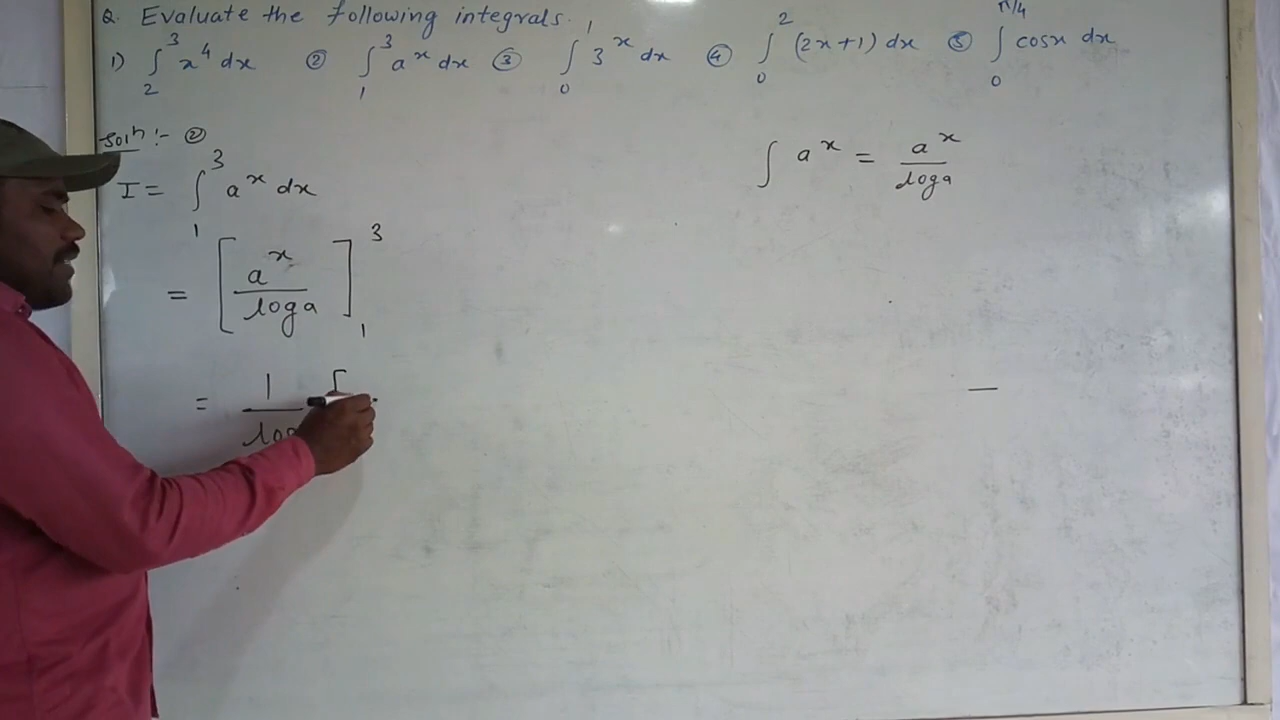 Q. Evaluate the following integrals.
1) ∫₂³ x⁴ dx ② ∫₁³ aˣ dx ③ ∫₀¹ 3ˣ dx ④ ∫₀² (2x+1) dx ⑤ ∫₀^π/4 cosx dx
Soln :- ②
I = ∫₁³ aˣ dx
∫ aˣ = aˣ / loga
= [ aˣ / loga ]₁³
= 1 / log [